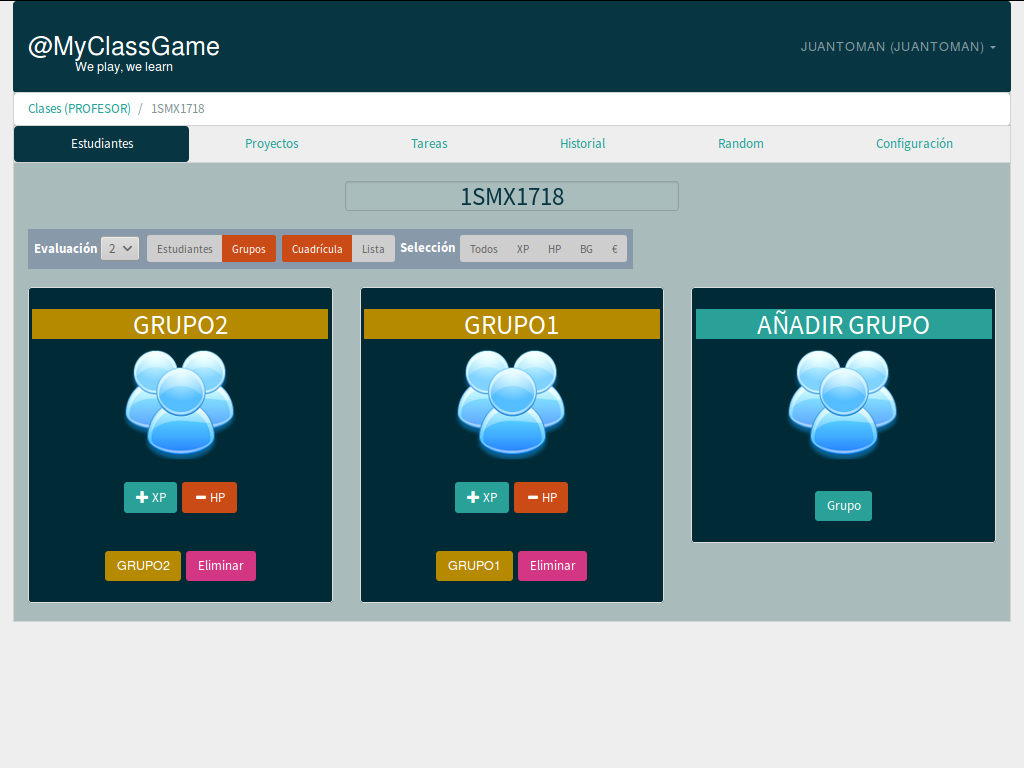 @MyClassGame
We play, we learn
JUANTOMAN (JUANTOMAN)
Clases (PROFESOR) / 1SMX1718
Estudiantes Proyectos Tareas Historial Random Configuración
1SMX1718
Evaluación 2 Estudiantes Grupos Cuadrícula Lista Selección Todos XP HP BG €
GRUPO2 GRUPO1 AÑADIR GRUPO
+ XP - HP + XP - HP
Grupo
GRUPO2 Eliminar GRUPO1 Eliminar